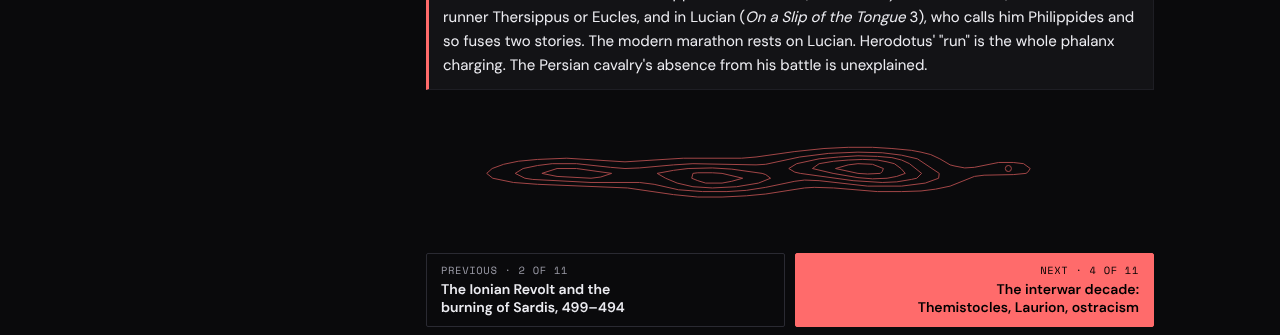 runner Thersippus or Eucles, and in Lucian (On a Slip of the Tongue 3), who calls him Philippides and
so fuses two stories. The modern marathon rests on Lucian. Herodotus' "run" is the whole phalanx
charging. The Persian cavalry's absence from his battle is unexplained.
PREVIOUS · 2 OF 11
The Ionian Revolt and the
burning of Sardis, 499–494
NEXT · 4 OF 11
The interwar decade:
Themistocles, Laurion, ostracism